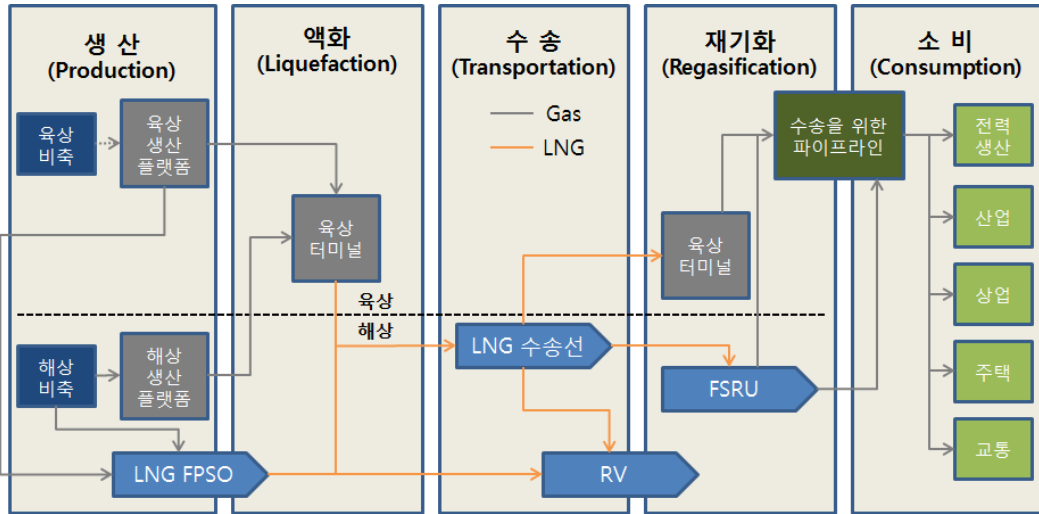 생 산
(Production)
액화
(Liquefaction)
수 송
(Transportation)
재기화
(Regasification)
소 비
(Consumption)
Gas
LNG
육상
비축
육상
생산
플랫폼
육상
터미널
육상
터미널
수송을 위한
파이프라인
전력
생산
산업
상업
주택
교통
육상
해상
해상
비축
해상
생산
플랫폼
LNG FPSO
LNG 수송선
RV
FSRU